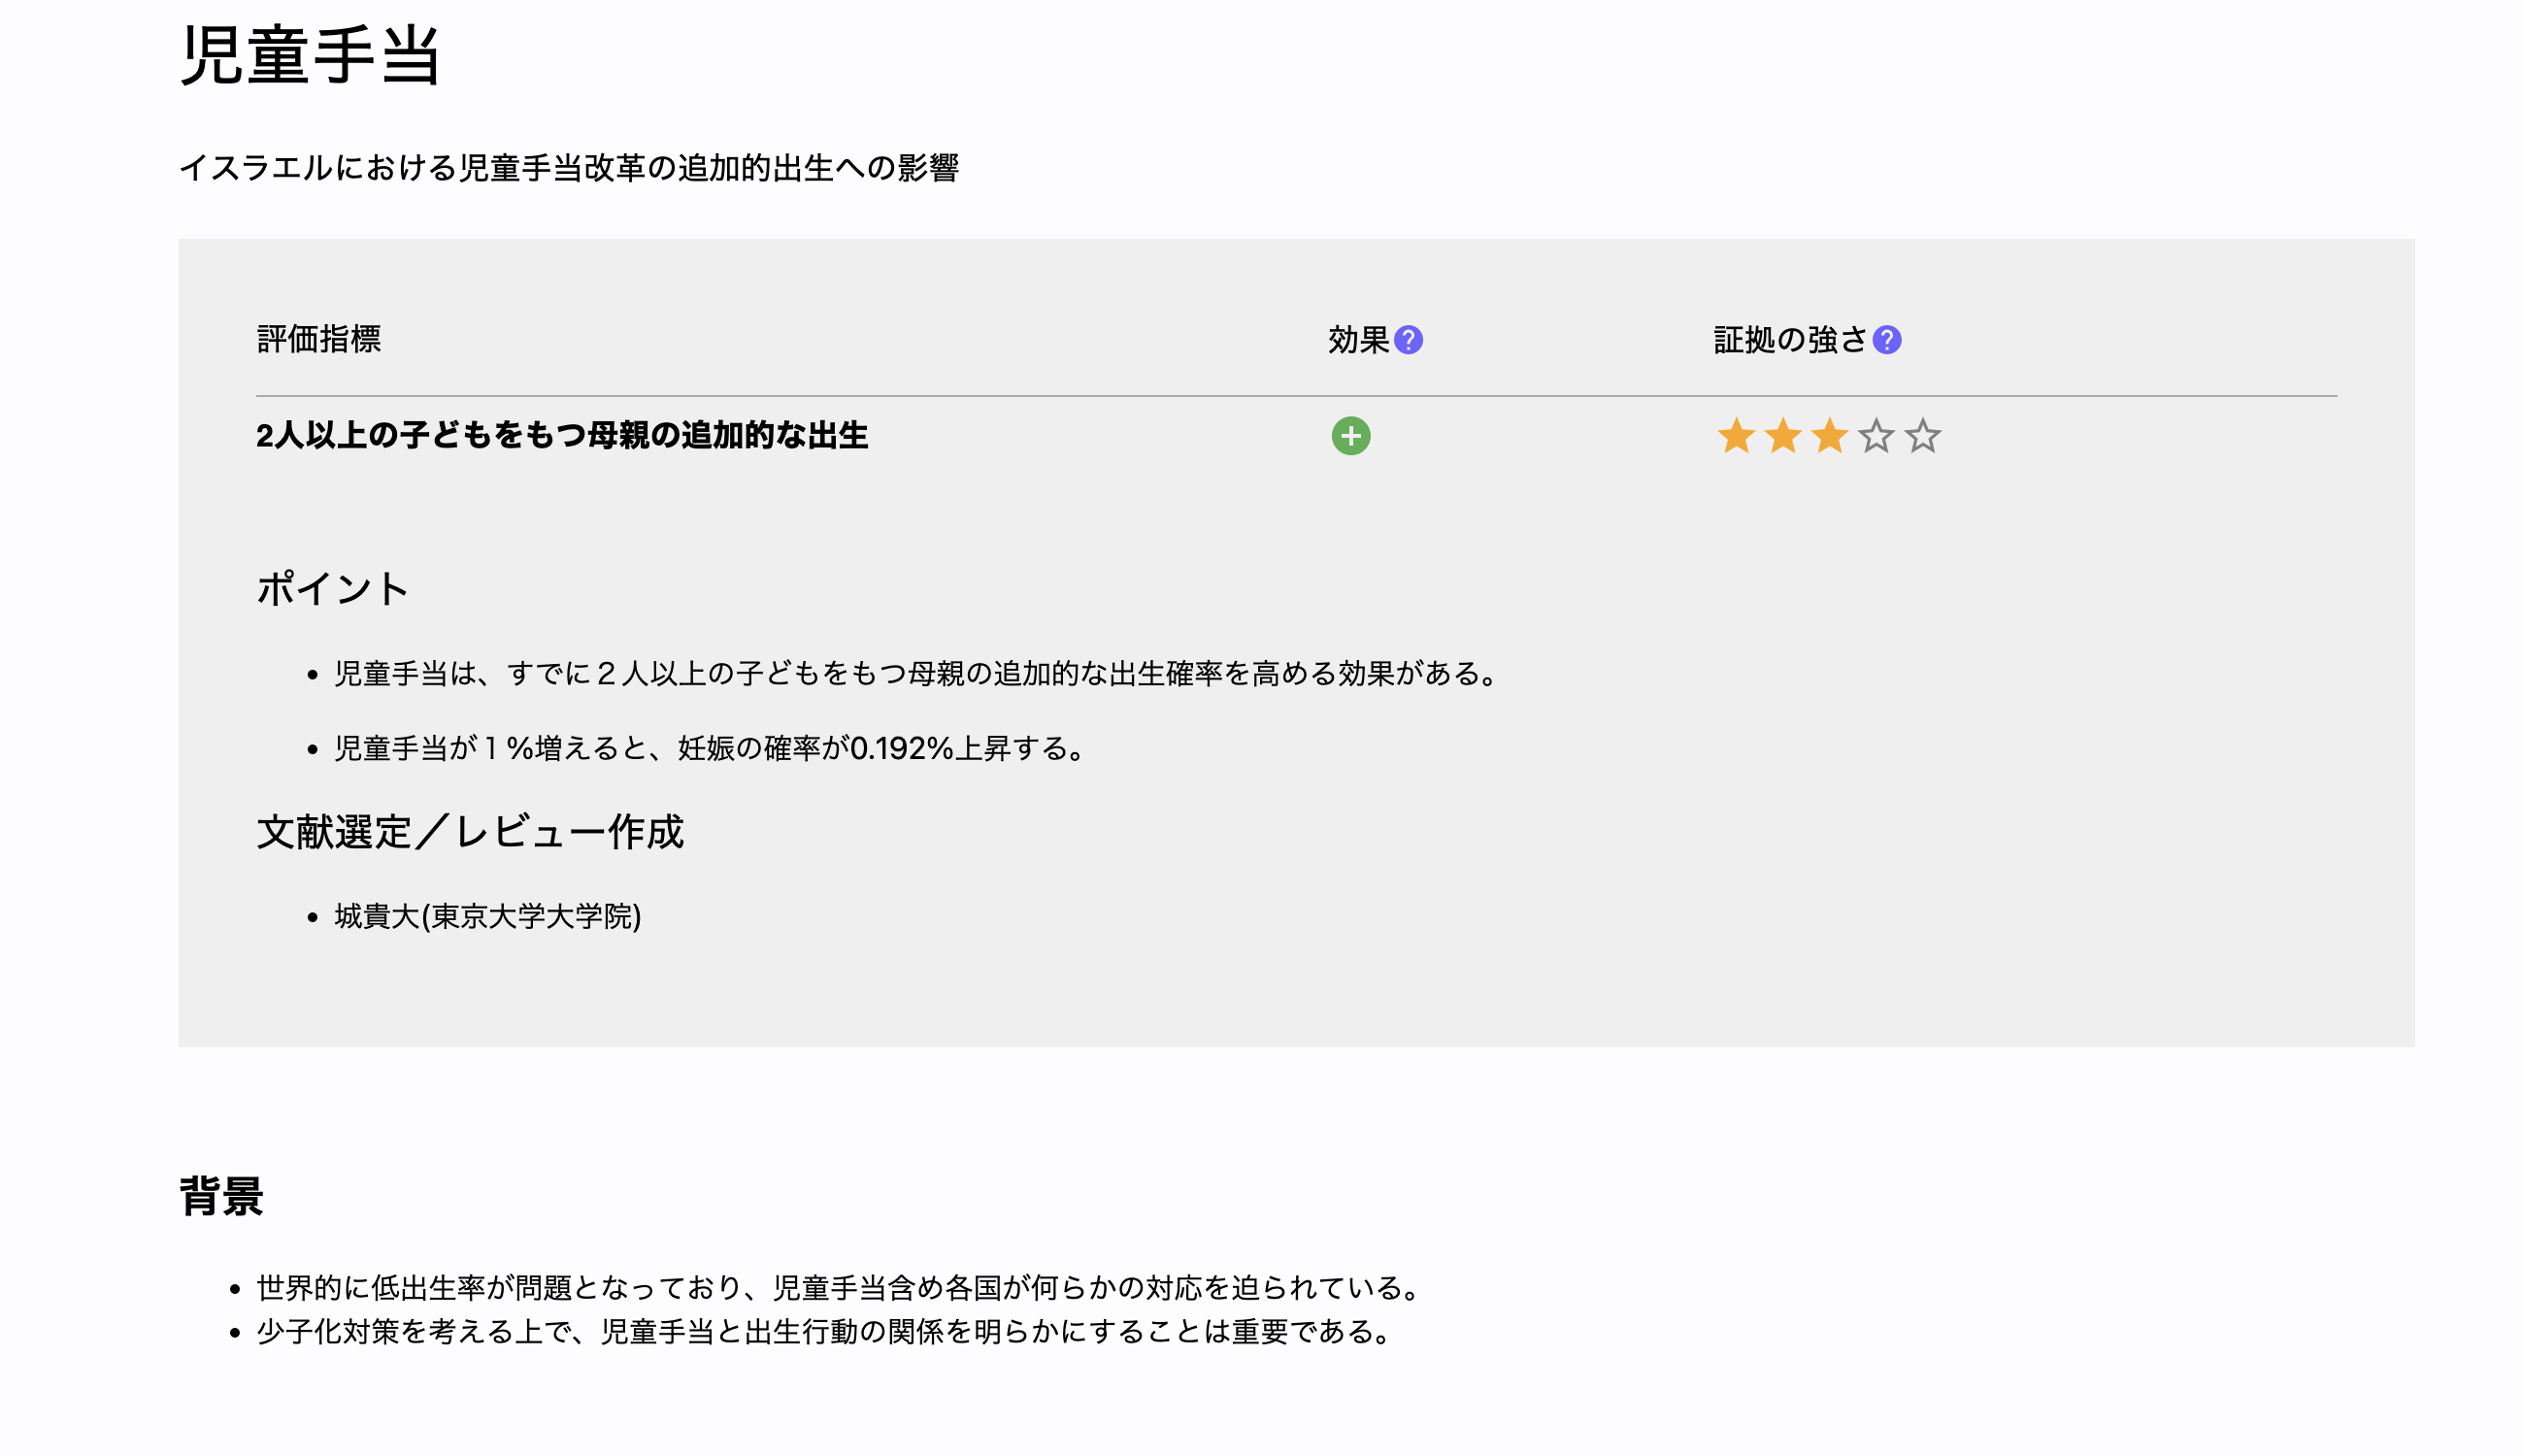 児童手当
イスラエルにおける児童手当改革の追加的出生への影響
評価指標 効果? 証拠の強さ?
2人以上の子どもをもつ母親の追加的な出生
ポイント
• 児童手当は、すでに２人以上の子どもをもつ母親の追加的な出生確率を高める効果がある。
• 児童手当が１%増えると、妊娠の確率が0.192%上昇する。
文献選定／レビュー作成
• 城貴大(東京大学大学院)
背景
• 世界的に低出生率が問題となっており、児童手当含め各国が何らかの対応を迫られている。
• 少子化対策を考える上で、児童手当と出生行動の関係を明らかにすることは重要である。